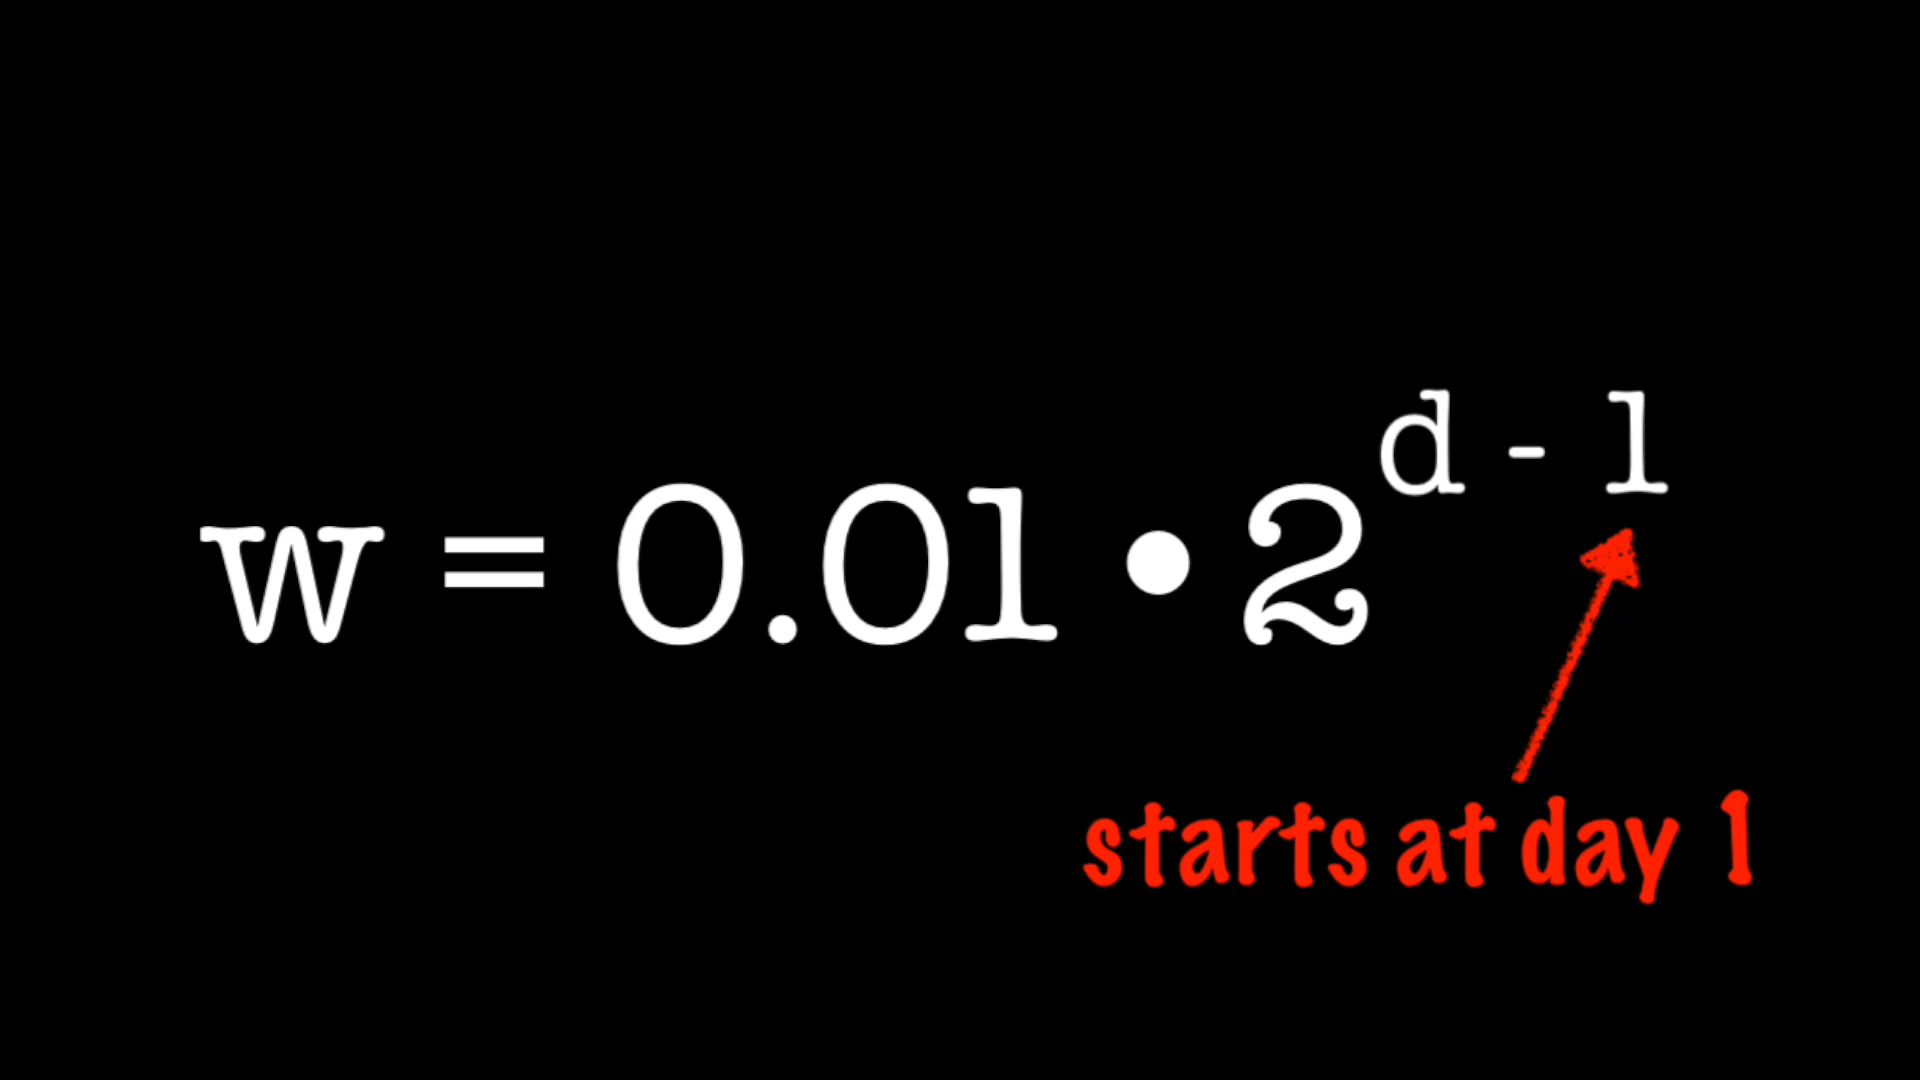 w = 0.01 • 2^(d - 1)
starts at day 1